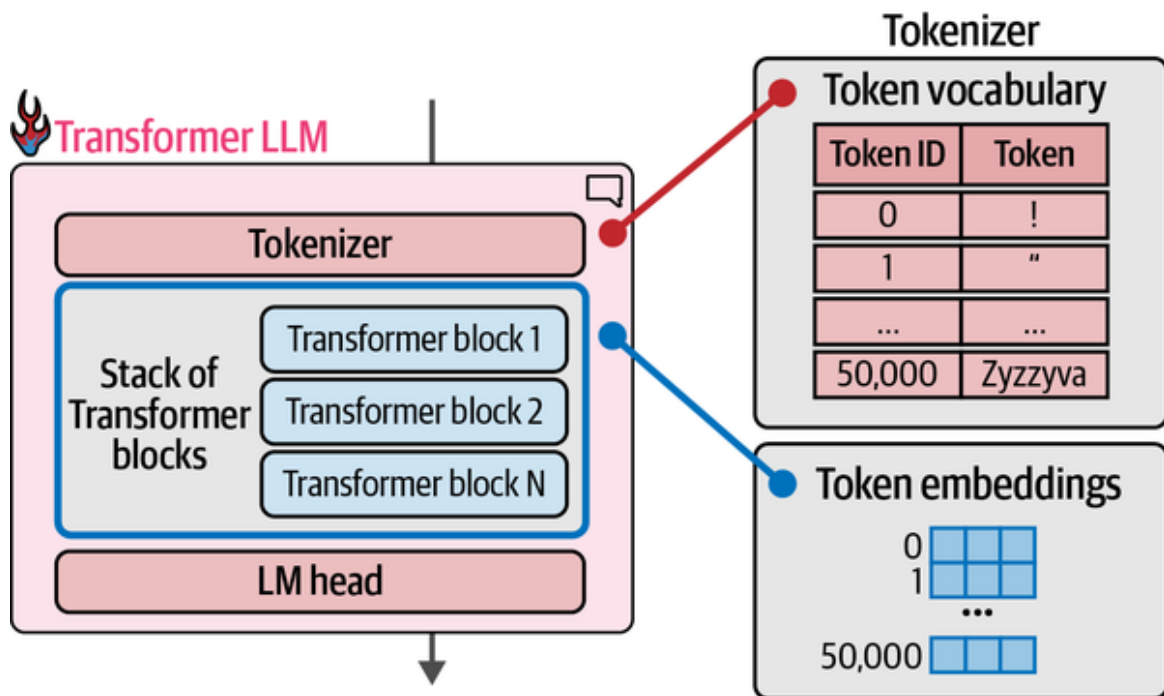 Transformer LLM
Tokenizer
Stack of
Transformer
blocks
Transformer block 1
Transformer block 2
Transformer block N
LM head
Tokenizer
Token vocabulary
Token ID Token
0 !
1 “
... ...
50,000 Zyzzyva
Token embeddings
0
1
...
50,000